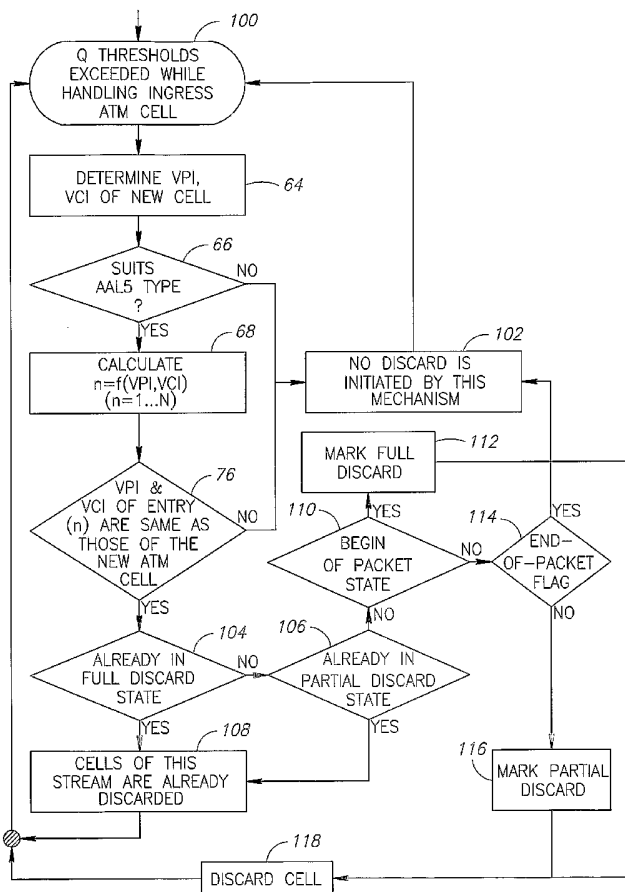 100
Q THRESHOLDS
EXCEEDED WHILE
HANDLING INGRESS
ATM CELL
DETERMINE VPI,
VCI OF NEW CELL
64
66
SUITS
AAL5 TYPE
?
NO
YES
68
CALCULATE
n=f(VPI,VCI)
(n=1...N)
102
NO DISCARD IS
INITIATED BY THIS
MECHANISM
76
VPI &
VCI OF ENTRY
(n) ARE SAME AS
THOSE OF THE
NEW ATM
CELL
NO
YES
112
MARK FULL
DISCARD
110
YES
BEGIN
OF PACKET
STATE
NO
NO
114
YES
END-
OF-PACKET
FLAG
NO
104
ALREADY IN
FULL DISCARD
STATE
NO
YES
106
ALREADY IN
PARTIAL DISCARD
STATE
YES
108
CELLS OF THIS
STREAM ARE ALREADY
DISCARDED
116
MARK PARTIAL
DISCARD
118
DISCARD CELL